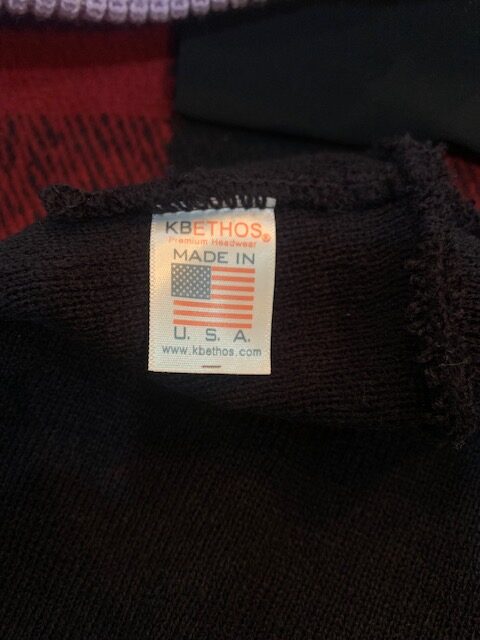 KBETHOS®
Premium Headwear
MADE IN
U. S. A.
www.kbethos.com